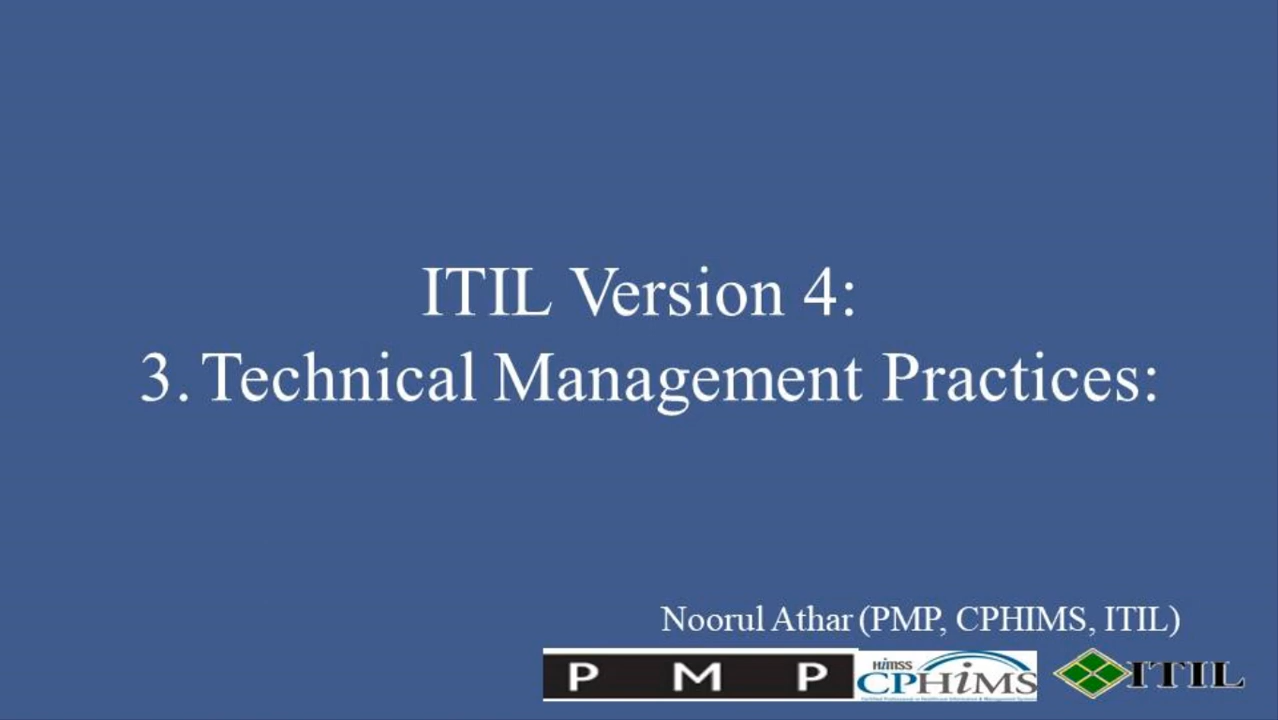 ITIL Version 4:
3. Technical Management Practices:
Noorul Athar (PMP, CPHIMS, ITIL)
P M P
HiMSS
CPHiMS
ITIL